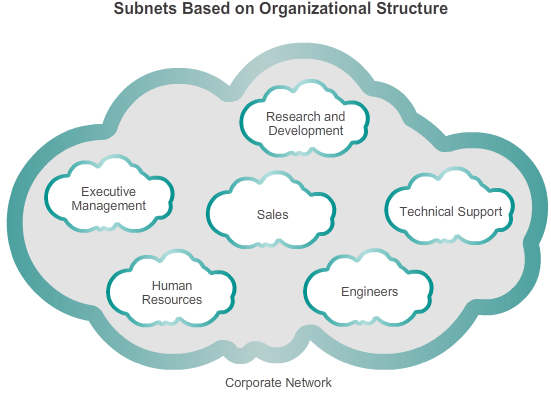 Subnets Based on Organizational Structure
Research and
Development
Executive
Management
Sales
Technical Support
Human
Resources
Engineers
Corporate Network